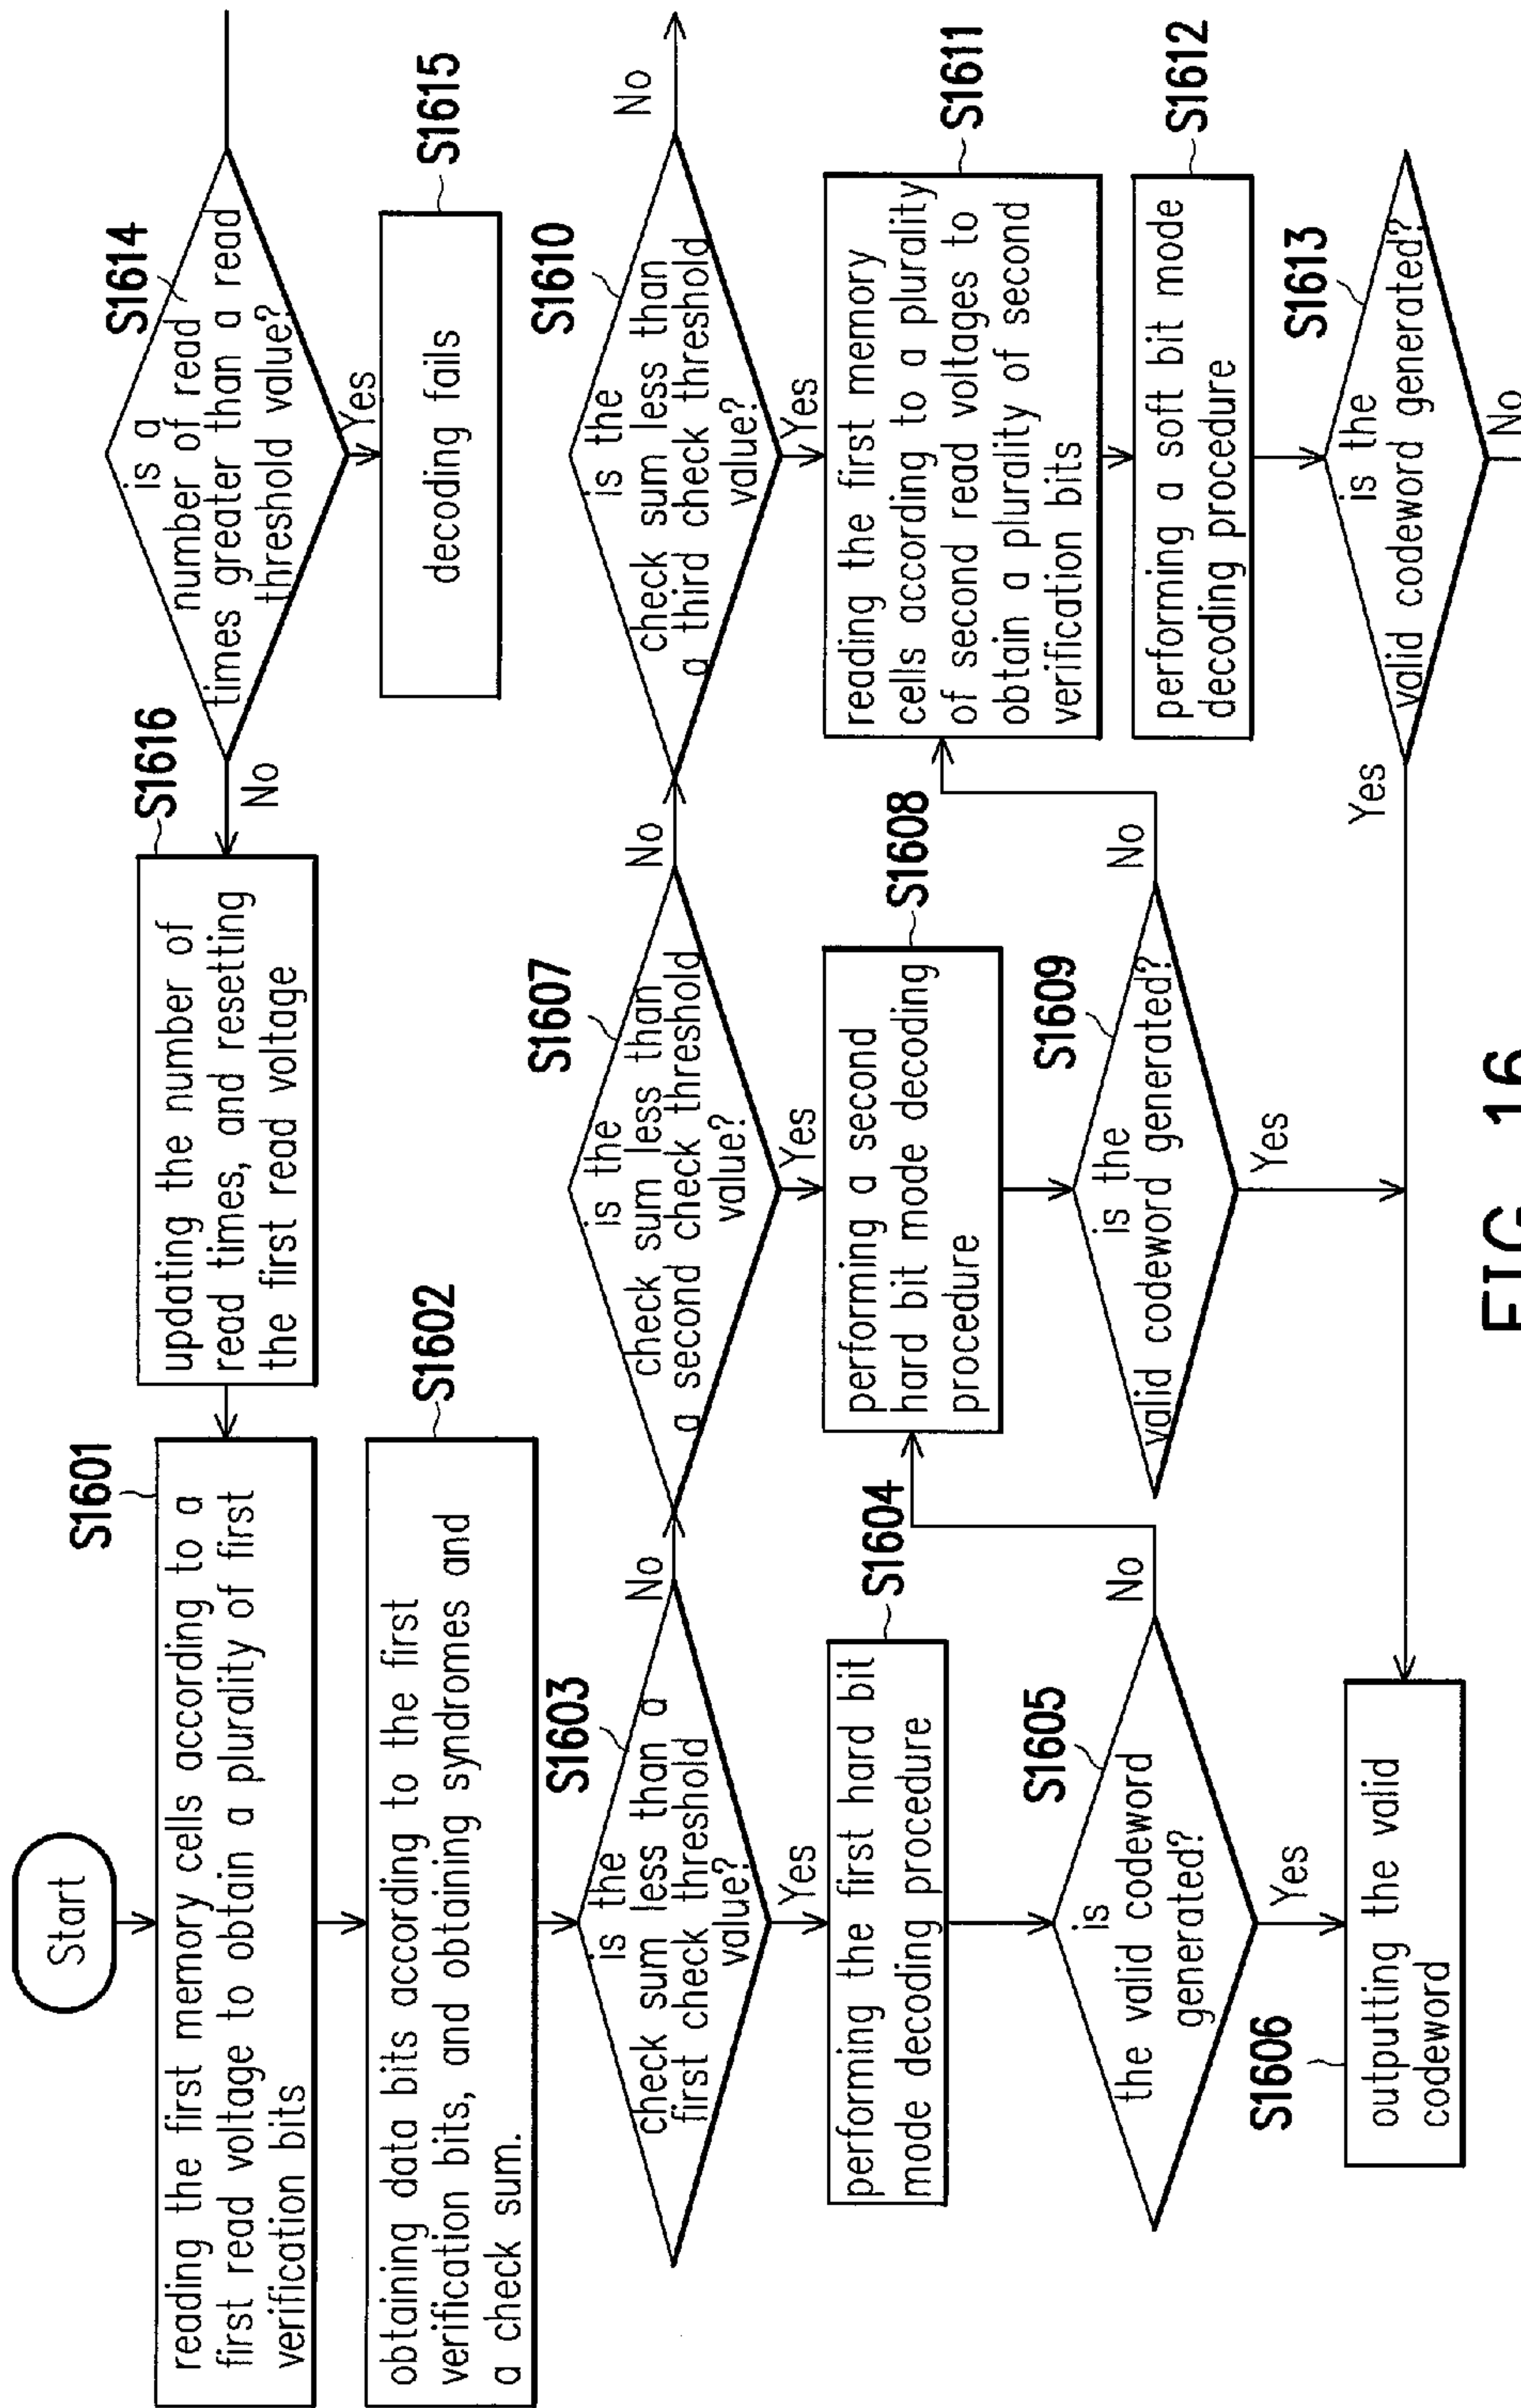 Start
S1601
reading the first memory cells according to a
first read voltage to obtain a plurality of first
verification bits
S1616
updating the number of
read times, and resetting
the first read voltage
No
S1614
is a
number of read
times greater than a read
threshold value?
Yes
S1615
decoding fails
S1602
obtaining data bits according to the first
verification bits, and obtaining syndromes and
a check sum.
S1603
is the
check sum less than a
first check threshold
value?
No
Yes
S1607
is the
check sum less than
a second check threshold
value?
No
Yes
S1610
is the
check sum less than
a third check threshold
value?
No
Yes
S1604
performing the first hard bit
mode decoding procedure
S1608
performing a second
hard bit mode decoding
procedure
S1611
reading the first memory
cells according to a plurality
of second read voltages to
obtain a plurality of second
verification bits
S1612
performing a soft bit mode
decoding procedure
S1605
is
the valid codeword
generated?
No
Yes
S1609
is the
valid codeword generated?
No
Yes
S1613
is the
valid codeword generated?
Yes
No
S1606
outputting the valid
codeword
FIG. 16